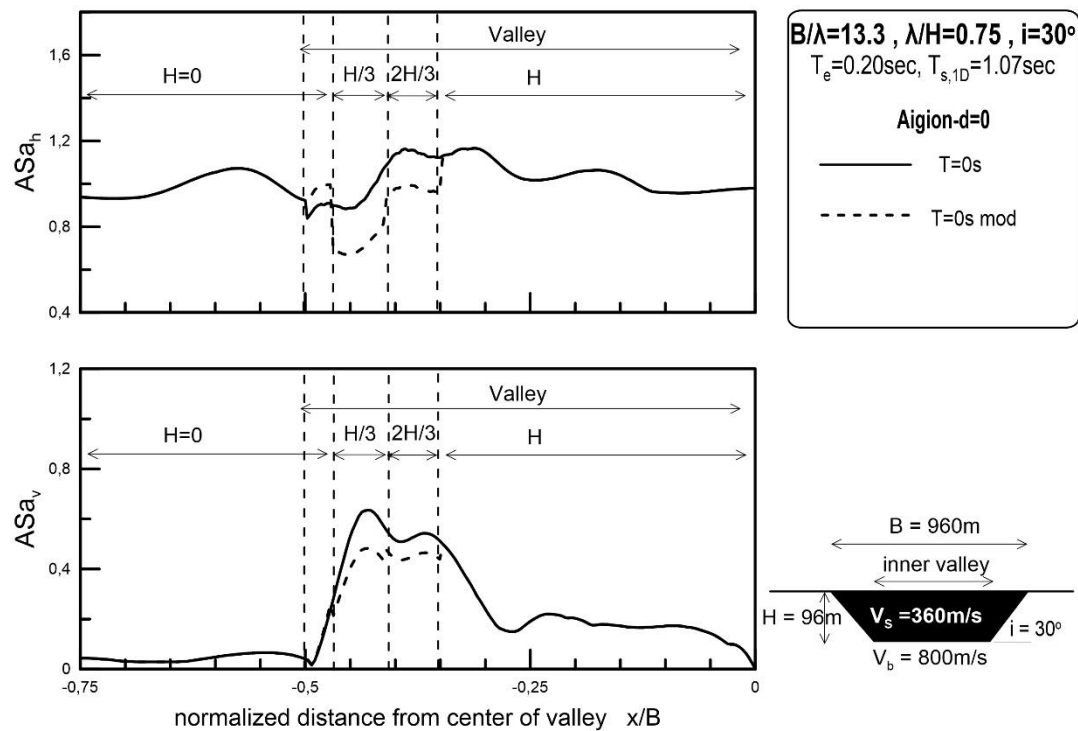 1,6
1,2
0,8
0,4
ASa_h
Valley
H=0
H/3
2H/3
H
B/λ=13.3 , λ/H=0.75 , i=30º
T_e=0.20sec, T_s,1D=1.07sec
Aigion-d=0
T=0s
T=0s mod
1,2
0,8
0,4
0
ASa_v
Valley
H=0
H/3
2H/3
H
-0,75
-0,5
-0,25
0
normalized distance from center of valley x/B
B = 960m
inner valley
H = 96m
V_s =360m/s
i = 30º
V_b = 800m/s